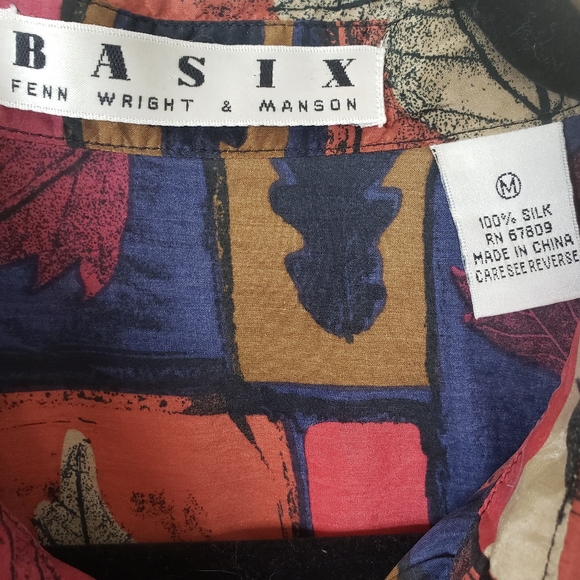 BASIX
FENN WRIGHT & MANSON
M
100% SILK
RN 67809
MADE IN CHINA
CARE SEE REVERSE